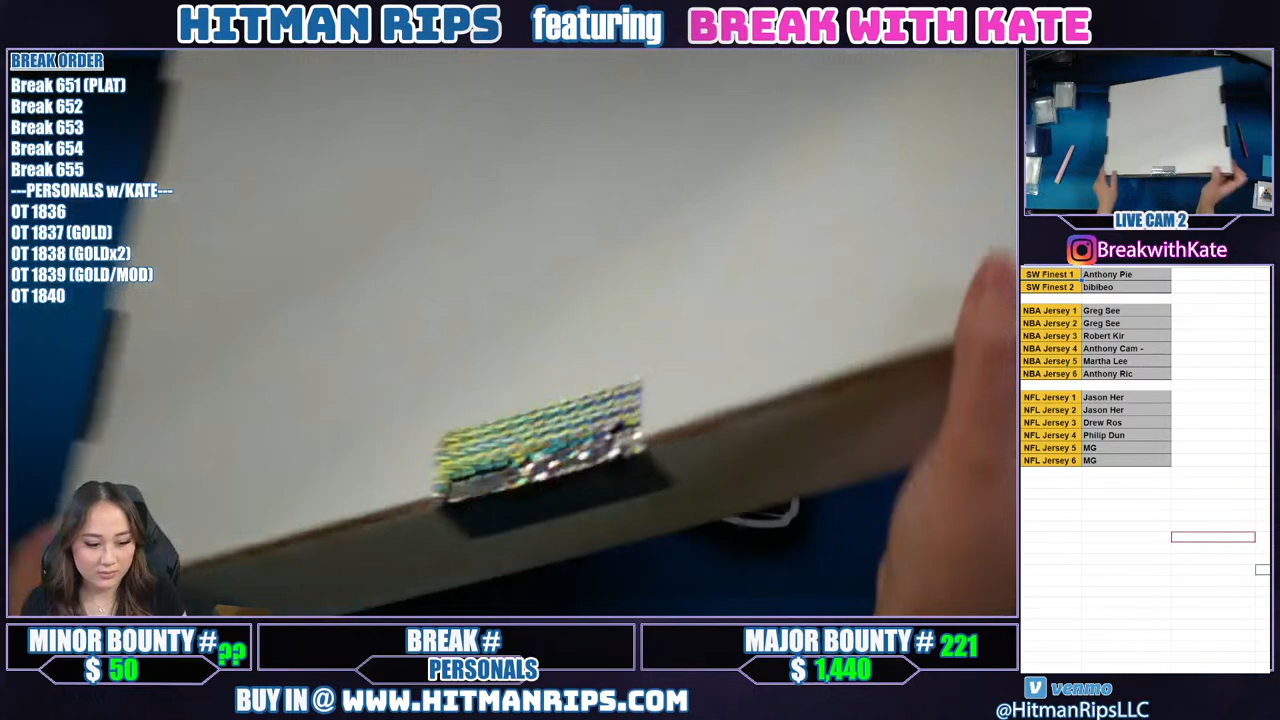 HITMAN RIPS featuring BREAK WITH KATE
BREAK ORDER
Break 651 (PLAT)
Break 652
Break 653
Break 654
Break 655
---PERSONALS w/KATE---
OT 1836
OT 1837 (GOLD)
OT 1838 (GOLDx2)
OT 1839 (GOLD/MOD)
OT 1840
LIVE CAM 2
BreakwithKate
SW Finest 1 Anthony Pie
SW Finest 2 bibibeo
NBA Jersey 1 Greg See
NBA Jersey 2 Greg See
NBA Jersey 3 Robert Kir
NBA Jersey 4 Anthony Cam -
NBA Jersey 5 Martha Lee
NBA Jersey 6 Anthony Ric
NFL Jersey 1 Jason Her
NFL Jersey 2 Jason Her
NFL Jersey 3 Drew Ros
NFL Jersey 4 Philip Dun
NFL Jersey 5 MG
NFL Jersey 6 MG
MINOR BOUNTY # ??
$ 50
BREAK #
PERSONALS
MAJOR BOUNTY # 221
$ 1,440
BUY IN @ WWW.HITMANRIPS.COM
V venmo
@HitmanRipsLLC